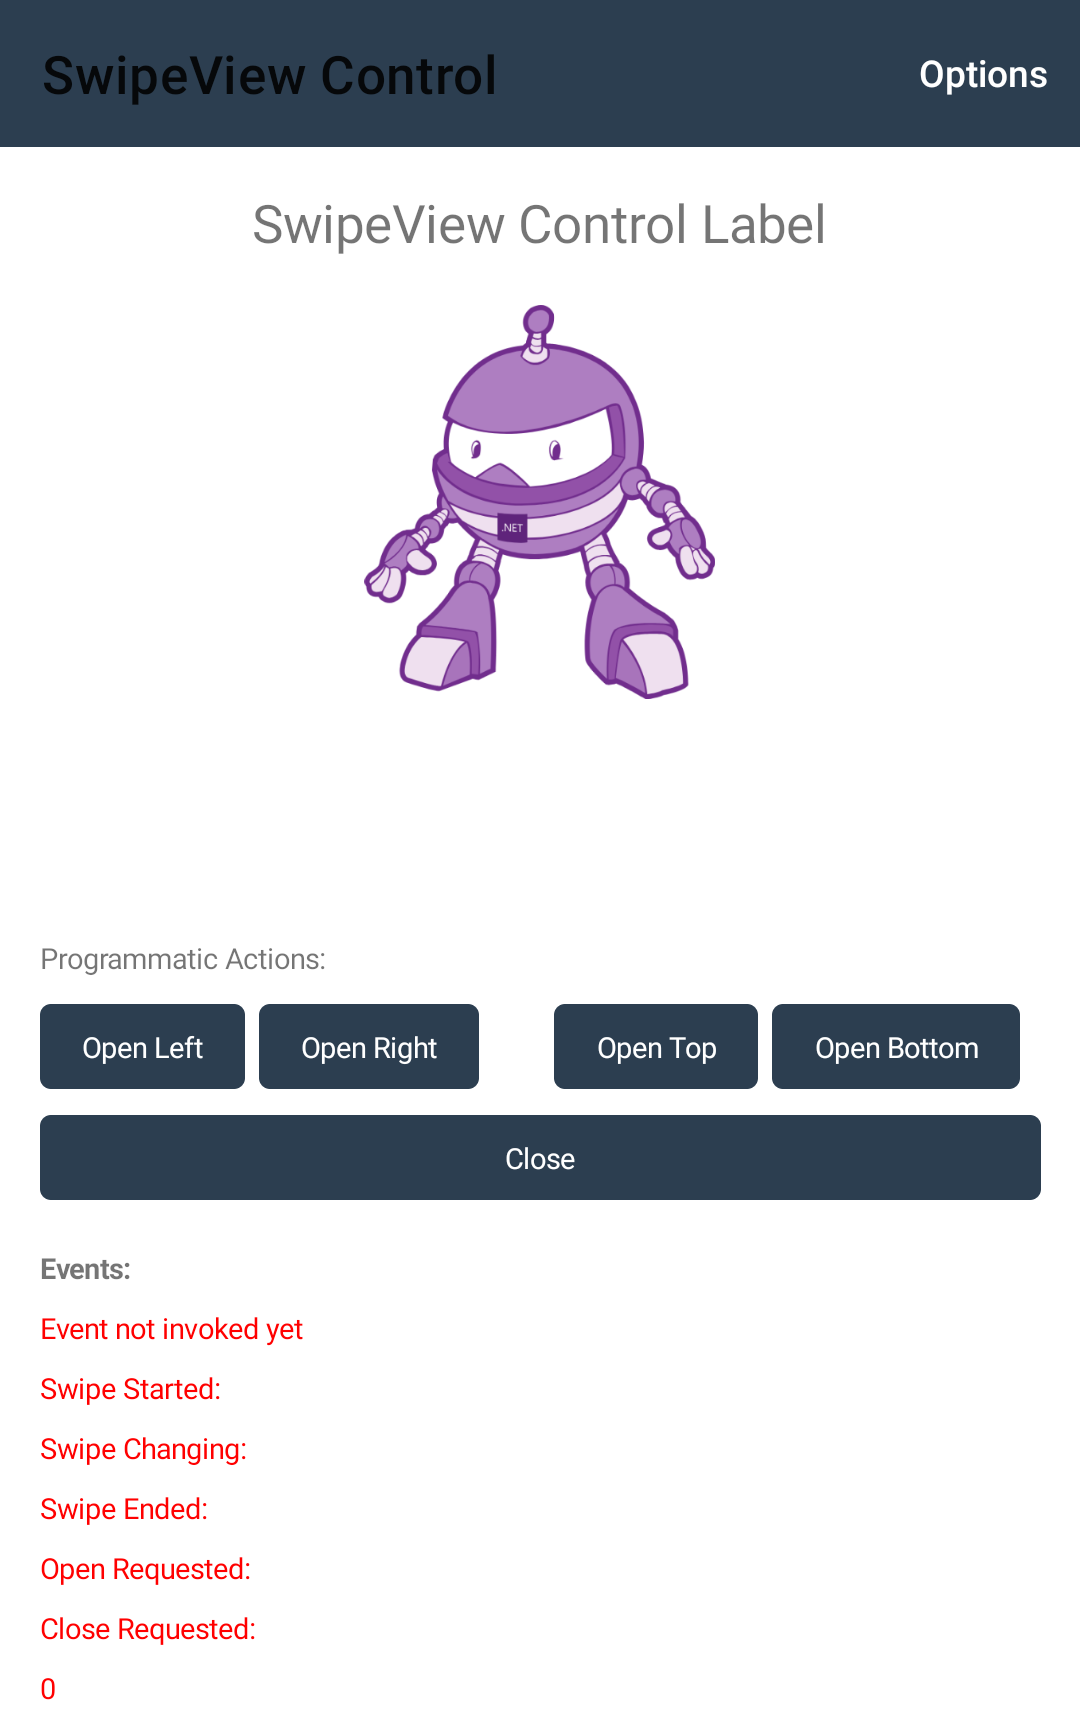 SwipeView Control
Options
SwipeView Control Label
.NET
Programmatic Actions:
Open Left
Open Right
Open Top
Open Bottom
Close
Events:
Event not invoked yet
Swipe Started:
Swipe Changing:
Swipe Ended:
Open Requested:
Close Requested:
0